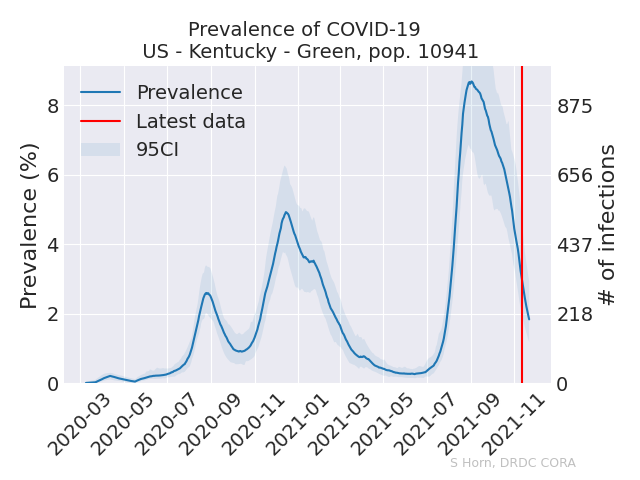 Prevalence of COVID-19
US - Kentucky - Green, pop. 10941
Prevalence
Latest data
95CI
Prevalence (%)
8
6
4
2
0
875
656
437
218
0
# of infections
2020-03
2020-05
2020-07
2020-09
2020-11
2021-01
2021-03
2021-05
2021-07
2021-09
2021-11
S Horn, DRDC CORA